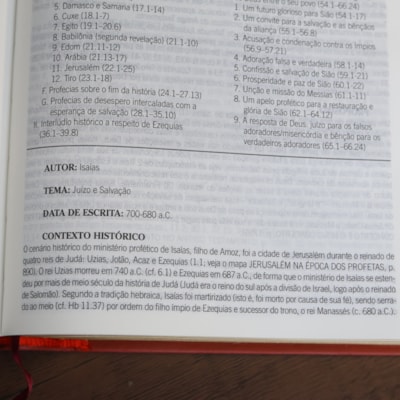 5. Damasco e Samaria (17.1-14)
6. Cuxe (18.1-7)
7. Egito (19.1-20.6)
8. Babilônia (segunda revelação) (21.1-10)
9. Edom (21.11-12)
10. Arábia (21.13-17)
11. Jerusalém (22.1-25)
12. Tiro (23.1-18)
F. Profecias sobre o fim da história (24.1-27.13)
G. Profecias de desespero intercaladas com a
esperança de salvação (28.1-35.10)
II. Interlúdio histórico a respeito de Ezequias
(36.1-39.8)
entre o seu povo (54.1-66.24)
1. Um futuro glorioso para Sião (54.1-17)
2. Um convite para a salvação e as bênçãos
da aliança (55.1-56.8)
3. Acusação e condenação contra os ímpios
(56.9-57.21)
4. Adoração falsa e verdadeira (58.1-14)
5. Confissão e salvação de Sião (59.1-21)
6. Prosperidade e paz de Sião (60.1-22)
7. Unção e missão do Messian (61.1-11)
8. Um apelo profético para a restauração e
glória de Sião (62.1-64.12)
9. A resposta de Deus: juízo para os falsos
adoradores/misericórdia e bênção para os
verdadeiros adoradores (65.1-66.24)
AUTOR: Isaías
TEMA: Juízo e Salvação
DATA DE ESCRITA: 700-680 a.C.
CONTEXTO HISTÓRICO
O cenário histórico do ministério profético de Isaías, filho de Amoz, foi a cidade de Jerusalém durante o reinado de
quatro reis de Judá: Uzias, Jotão, Acaz e Ezequias (1.1, veja o mapa JERUSALÉM NA ÉPOCA DOS PROFETAS, p.
890). O rei Uzias morreu em 740 a.C. (cf. 6.1) e Ezequias em 687 a.C., de forma que o ministério de Isaías se esten-
deu por mais de meio século da história de Judá (Judá era o reino do sul após a divisão de Israel, logo após o reinado
de Salomão). Segundo a tradição hebraica, Isaías foi martirizado (isto é, foi morto por causa de sua fé), sendo serra-
do ao meio (cf. Hb 11.37) por ordem do filho ímpio de Ezequias e sucessor do trono, o rei Manassés (c. 680 a.C.).